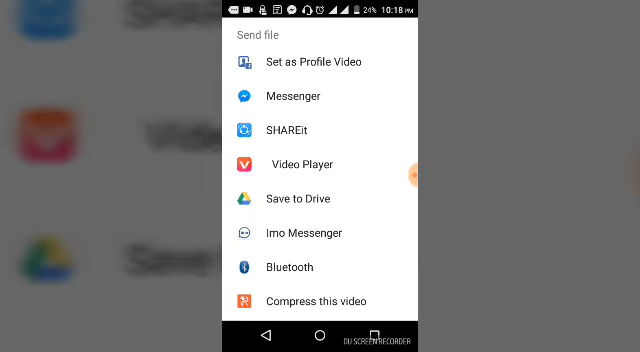 24% 10:18 PM
Send file
Set as Profile Video
Messenger
SHAREit
Video Player
Save to Drive
Imo Messenger
Bluetooth
Compress this video
DU SCREEN RECORDER